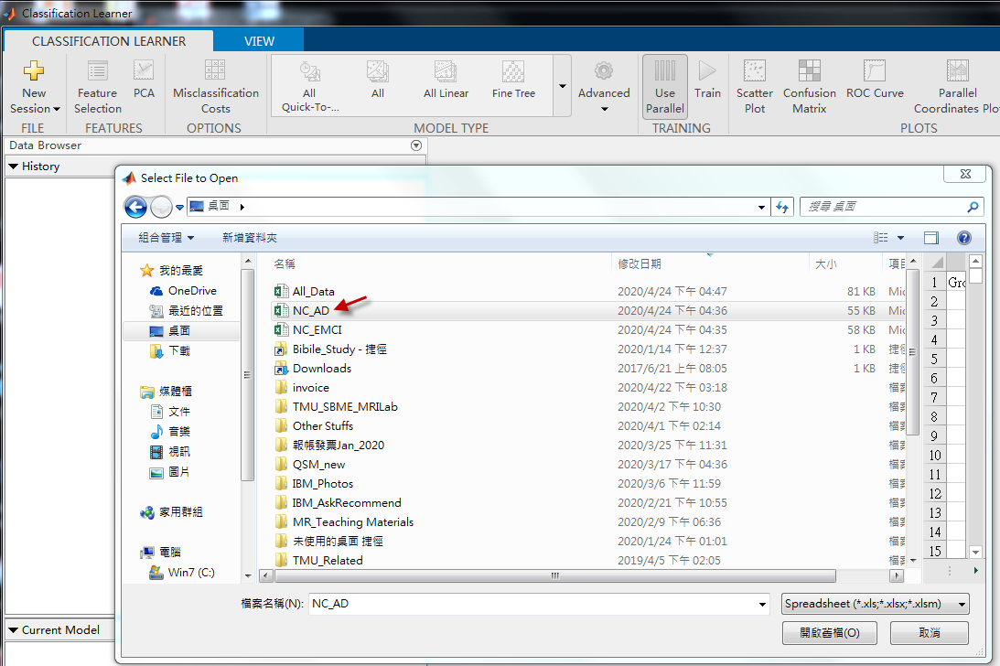 Classification Learner
CLASSIFICATION LEARNER VIEW
New Session
Feature Selection
PCA
Misclassification Costs
All Quick-To-...
All
All Linear
Fine Tree
Advanced
Use Parallel
Train
Scatter Plot
Confusion Matrix
ROC Curve
Parallel Coordinates Plo
FILE FEATURES OPTIONS MODEL TYPE TRAINING PLOTS
Data Browser
History
Select File to Open
桌面
搜尋 桌面
組合管理 新增資料夾
我的最愛
OneDrive
最近的位置
桌面
下載
媒體櫃
文件
音樂
視訊
圖片
家用群組
電腦
Win7 (C:)
名稱 修改日期 大小 項目
All_Data 2020/4/24 下午 04:47 81 KB Mic
NC_AD 2020/4/24 下午 04:36 55 KB Mic
NC_EMCI 2020/4/24 下午 04:35 58 KB Mic
Bibile_Study - 捷徑 2020/1/14 下午 12:37 1 KB 捷徑
Downloads 2017/6/21 上午 08:05 1 KB 捷徑
invoice 2020/4/22 下午 03:18 檔案
TMU_SBME_MRILab 2020/4/2 下午 10:30 檔案
Other Stuffs 2020/4/1 下午 02:14 檔案
報帳發票Jan_2020 2020/3/25 下午 11:31 檔案
QSM_new 2020/3/17 下午 04:36 檔案
IBM_Photos 2020/3/6 下午 11:59 檔案
IBM_AskRecommend 2020/2/21 下午 10:55 檔案
MR_Teaching Materials 2020/2/9 下午 06:36 檔案
未使用的桌面 捷徑 2020/1/24 下午 01:01 檔案
TMU_Related 2019/4/5 下午 02:05 檔案
1 Gro
2
3
4
5
6
7
8
9
10
11
12
13
14
15
檔案名稱(N): NC_AD Spreadsheet (*.xls;*.xlsx;*.xlsm)
開啟舊檔(O) 取消
Current Model